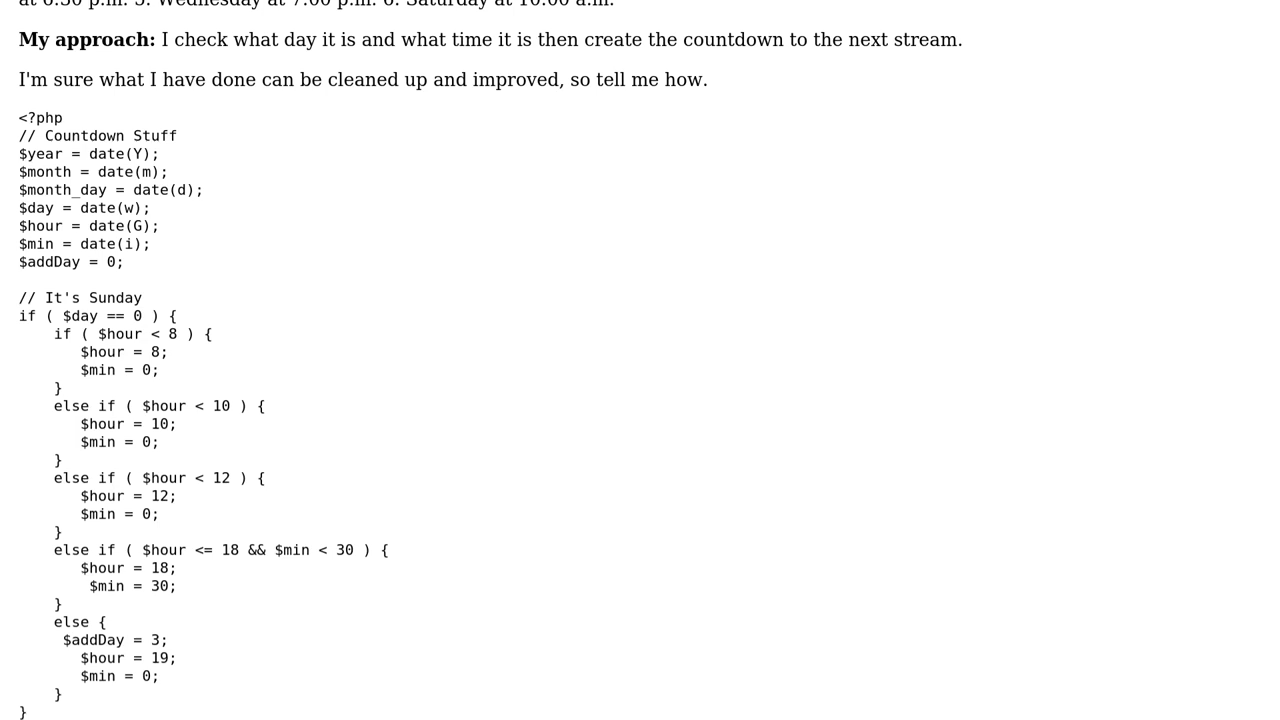 at 6:30 p.m. 5. Wednesday at 7:00 p.m. 6. Saturday at 10:00 a.m.
My approach: I check what day it is and what time it is then create the countdown to the next stream.
I'm sure what I have done can be cleaned up and improved, so tell me how.
<?php
// Countdown Stuff
$year = date(Y);
$month = date(m);
$month_day = date(d);
$day = date(w);
$hour = date(G);
$min = date(i);
$addDay = 0;
// It's Sunday
if ( $day == 0 ) {
    if ( $hour < 8 ) {
       $hour = 8;
       $min = 0;
    }
    else if ( $hour < 10 ) {
       $hour = 10;
       $min = 0;
    }
    else if ( $hour < 12 ) {
       $hour = 12;
       $min = 0;
    }
    else if ( $hour <= 18 && $min < 30 ) {
       $hour = 18;
        $min = 30;
    }
    else {
     $addDay = 3;
       $hour = 19;
       $min = 0;
    }
}